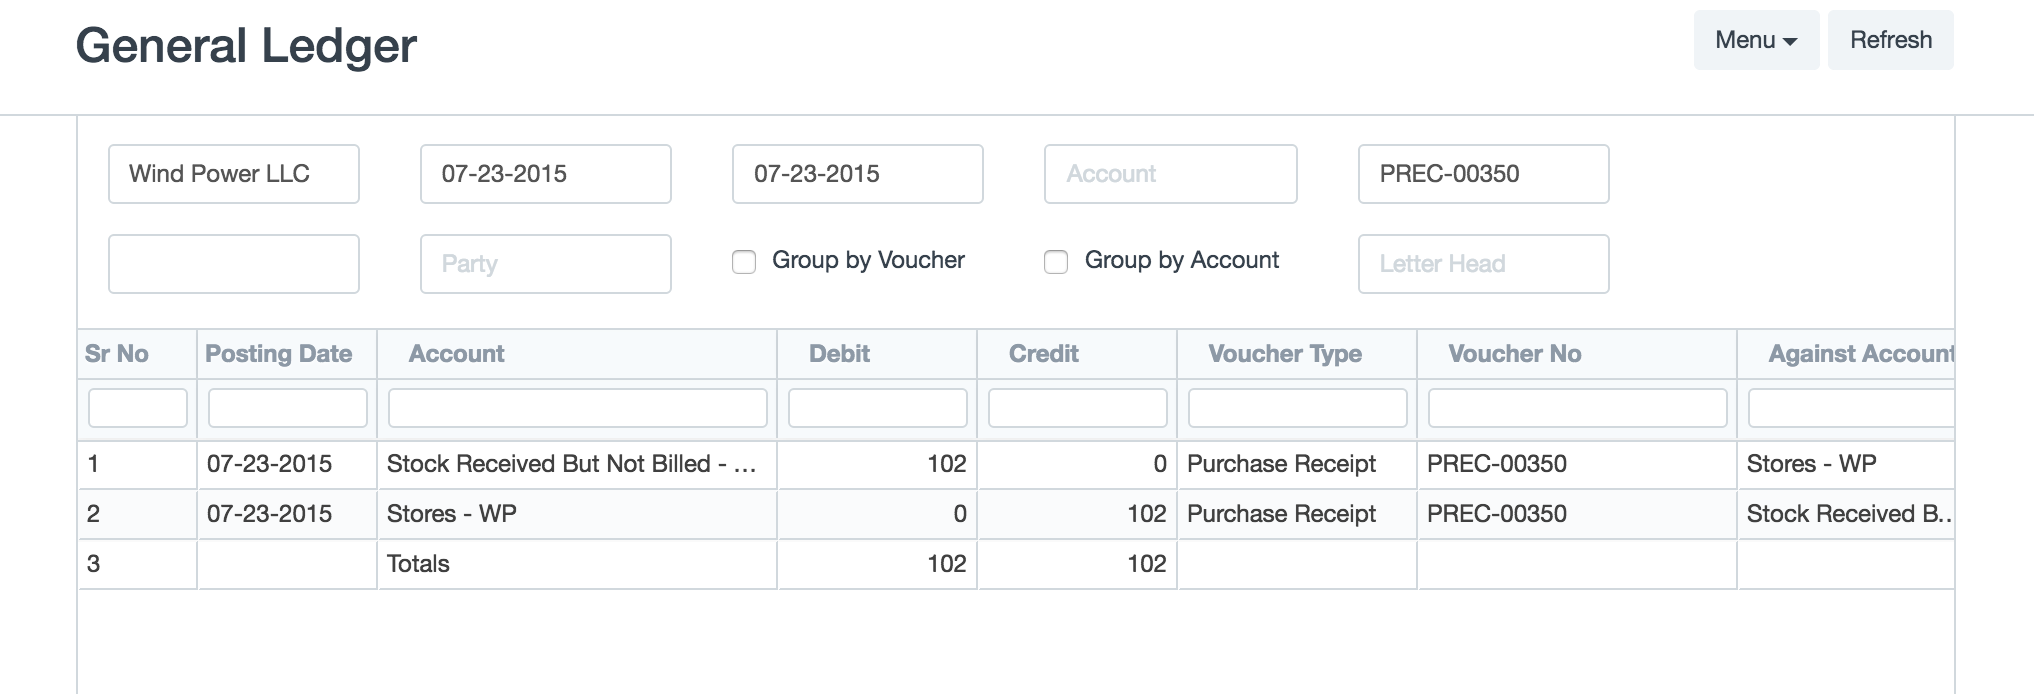 General Ledger
Menu Refresh
Wind Power LLC 07-23-2015 07-23-2015 Account PREC-00350
Party Group by Voucher Group by Account Letter Head
Sr No Posting Date Account Debit Credit Voucher Type Voucher No Against Account
1 07-23-2015 Stock Received But Not Billed - ... 102 0 Purchase Receipt PREC-00350 Stores - WP
2 07-23-2015 Stores - WP 0 102 Purchase Receipt PREC-00350 Stock Received B..
3 Totals 102 102